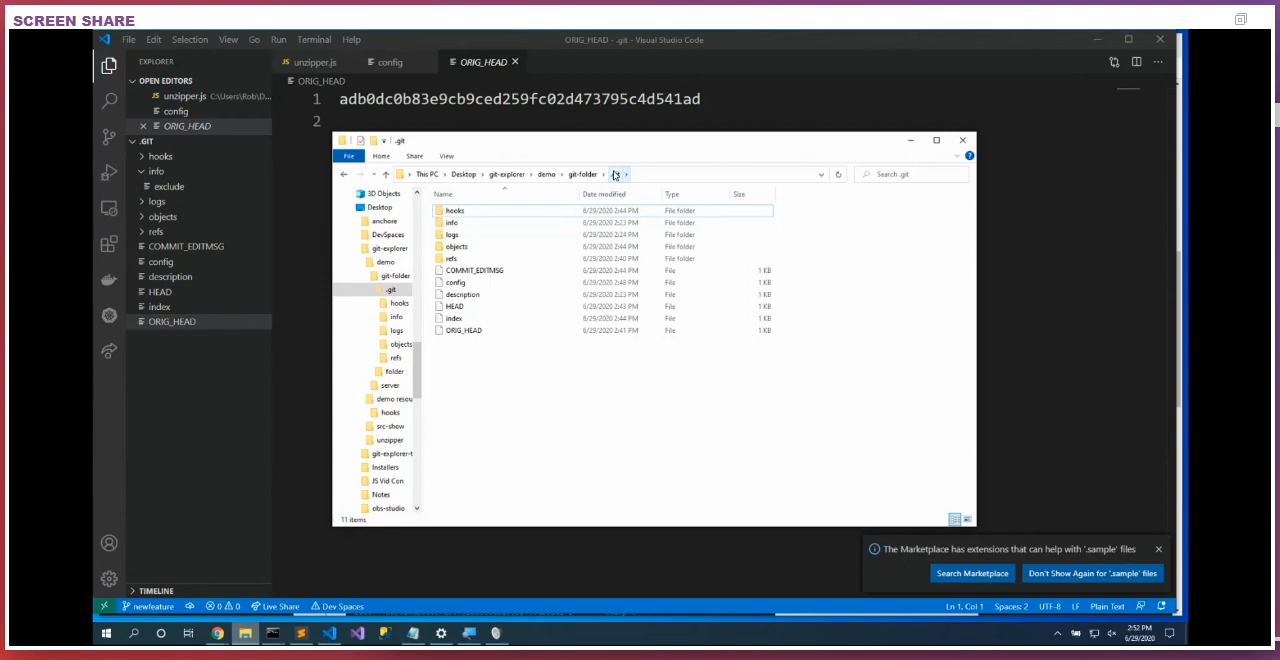 SCREEN SHARE
File Edit Selection View Go Run Terminal Help
ORIG_HEAD - .git - Visual Studio Code
EXPLORER
unzipper.js
config
ORIG_HEAD
OPEN EDITORS
unzipper.js C:\Users\Rob\D...
config
ORIG_HEAD
.GIT
hooks
info
exclude
logs
objects
refs
COMMIT_EDITMSG
config
description
HEAD
index
ORIG_HEAD
TIMELINE
ORIG_HEAD
1 adb0dc0b83e9cb9ced259fc02d473795c4d541ad
2
.git
File Home Share View
This PC Desktop git-explorer demo git-folder
Search .git
3D Objects
Desktop
anchore
DevSpaces
git-explorer
demo
git-folder
.git
hooks
info
logs
objects
refs
folder
server
demo resou
hooks
src-show
unzipper
git-explorer-t
Installers
JS Vid Con
Notes
obs-studio
Name Date modified Type Size
hooks 6/29/2020 2:44 PM File folder
info 6/29/2020 2:23 PM File folder
logs 6/29/2020 2:24 PM File folder
objects 6/29/2020 2:44 PM File folder
refs 6/29/2020 2:40 PM File folder
COMMIT_EDITMSG 6/29/2020 2:44 PM File 1 KB
config 6/29/2020 2:48 PM File 1 KB
description 6/29/2020 2:23 PM File 1 KB
HEAD 6/29/2020 2:43 PM File 1 KB
index 6/29/2020 2:44 PM File 1 KB
ORIG_HEAD 6/29/2020 2:41 PM File 1 KB
11 items
The Marketplace has extensions that can help with '.sample' files
Search Marketplace
Don't Show Again for '.sample' files
newfeature 0 0 Live Share Dev Spaces
Ln 1, Col 1 Spaces: 2 UTF-8 LF Plain Text
2:52 PM
6/29/2020